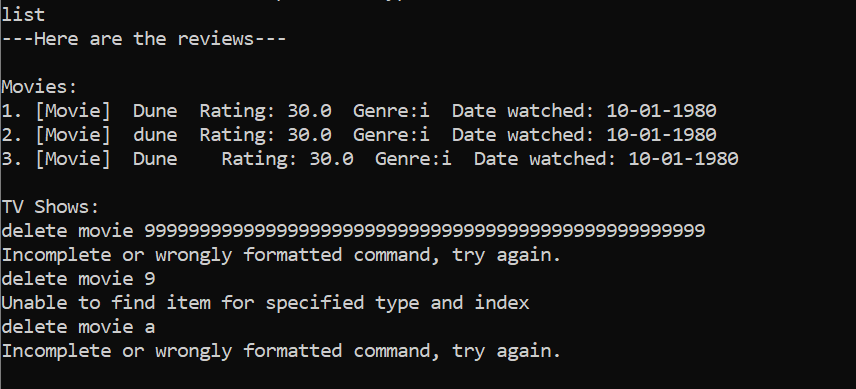 list
---Here are the reviews---

Movies:
1. [Movie]  Dune  Rating: 30.0  Genre:i  Date watched: 10-01-1980
2. [Movie]  dune  Rating: 30.0  Genre:i  Date watched: 10-01-1980
3. [Movie]  Dune    Rating: 30.0  Genre:i  Date watched: 10-01-1980

TV Shows:
delete movie 999999999999999999999999999999999999999999999999999
Incomplete or wrongly formatted command, try again.
delete movie 9
Unable to find item for specified type and index
delete movie a
Incomplete or wrongly formatted command, try again.